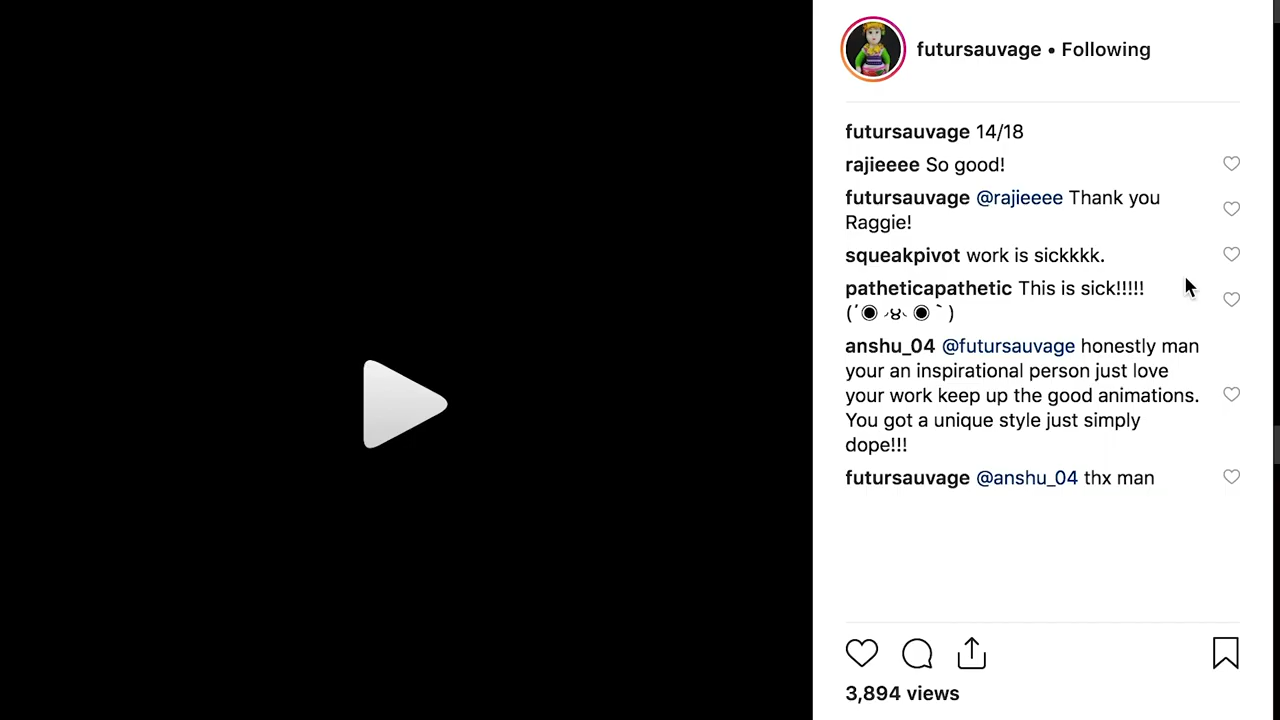 futursauvage • Following
futursauvage 14/18
rajieeee So good!
futursauvage @rajieeee Thank you
Raggie!
squeakpivot work is sickkkk.
patheticapathetic This is sick!!!!!
(´◉◞౪◟◉｀)
anshu_04 @futursauvage honestly man
your an inspirational person just love
your work keep up the good animations.
You got a unique style just simply
dope!!!
futursauvage @anshu_04 thx man
3,894 views